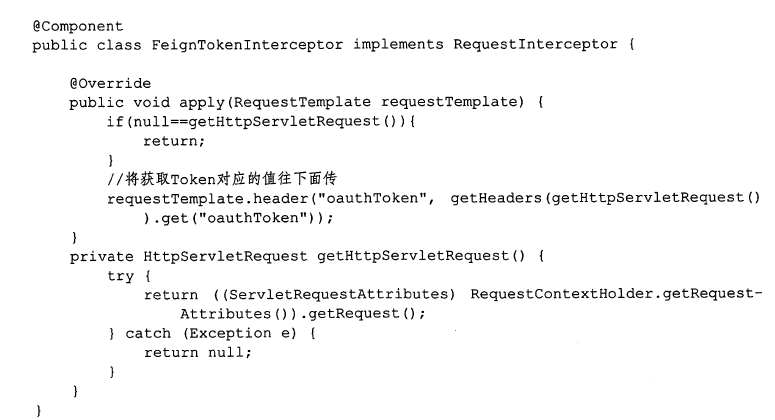 @Component
public class FeignTokenInterceptor implements RequestInterceptor {
@Override
public void apply(RequestTemplate requestTemplate) {
if(null==getHttpServletRequest()){
return;
}
//将获取Token对应的值往下面传
requestTemplate.header("oauthToken", getHeaders(getHttpServletRequest()
).get("oauthToken"));
}
private HttpServletRequest getHttpServletRequest() {
try {
return ((ServletRequestAttributes) RequestContextHolder.getRequest-
Attributes()).getRequest();
} catch (Exception e) {
return null;
}
}
}